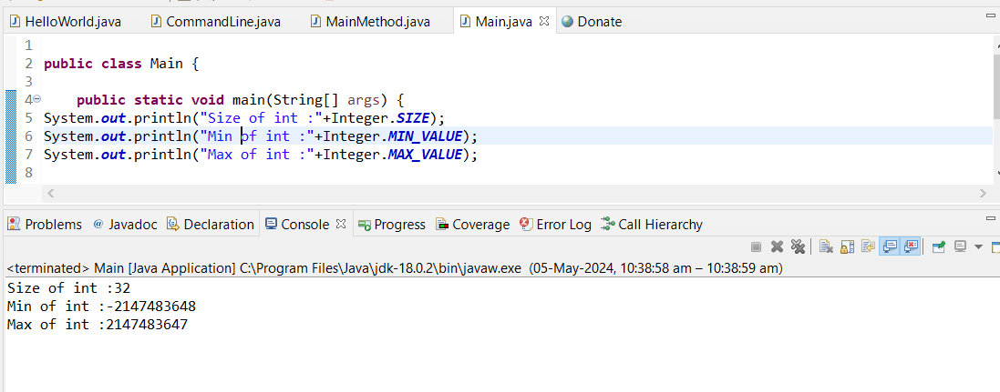 HelloWorld.java CommandLine.java MainMethod.java Main.java Donate
1
2 public class Main {
3
4 public static void main(String[] args) {
5 System.out.println("Size of int :"+Integer.SIZE);
6 System.out.println("Min of int :"+Integer.MIN_VALUE);
7 System.out.println("Max of int :"+Integer.MAX_VALUE);
8
Problems @ Javadoc Declaration Console Progress Coverage Error Log Call Hierarchy
<terminated> Main [Java Application] C:\Program Files\Java\jdk-18.0.2\bin\javaw.exe (05-May-2024, 10:38:58 am – 10:38:59 am)
Size of int :32
Min of int :-2147483648
Max of int :2147483647